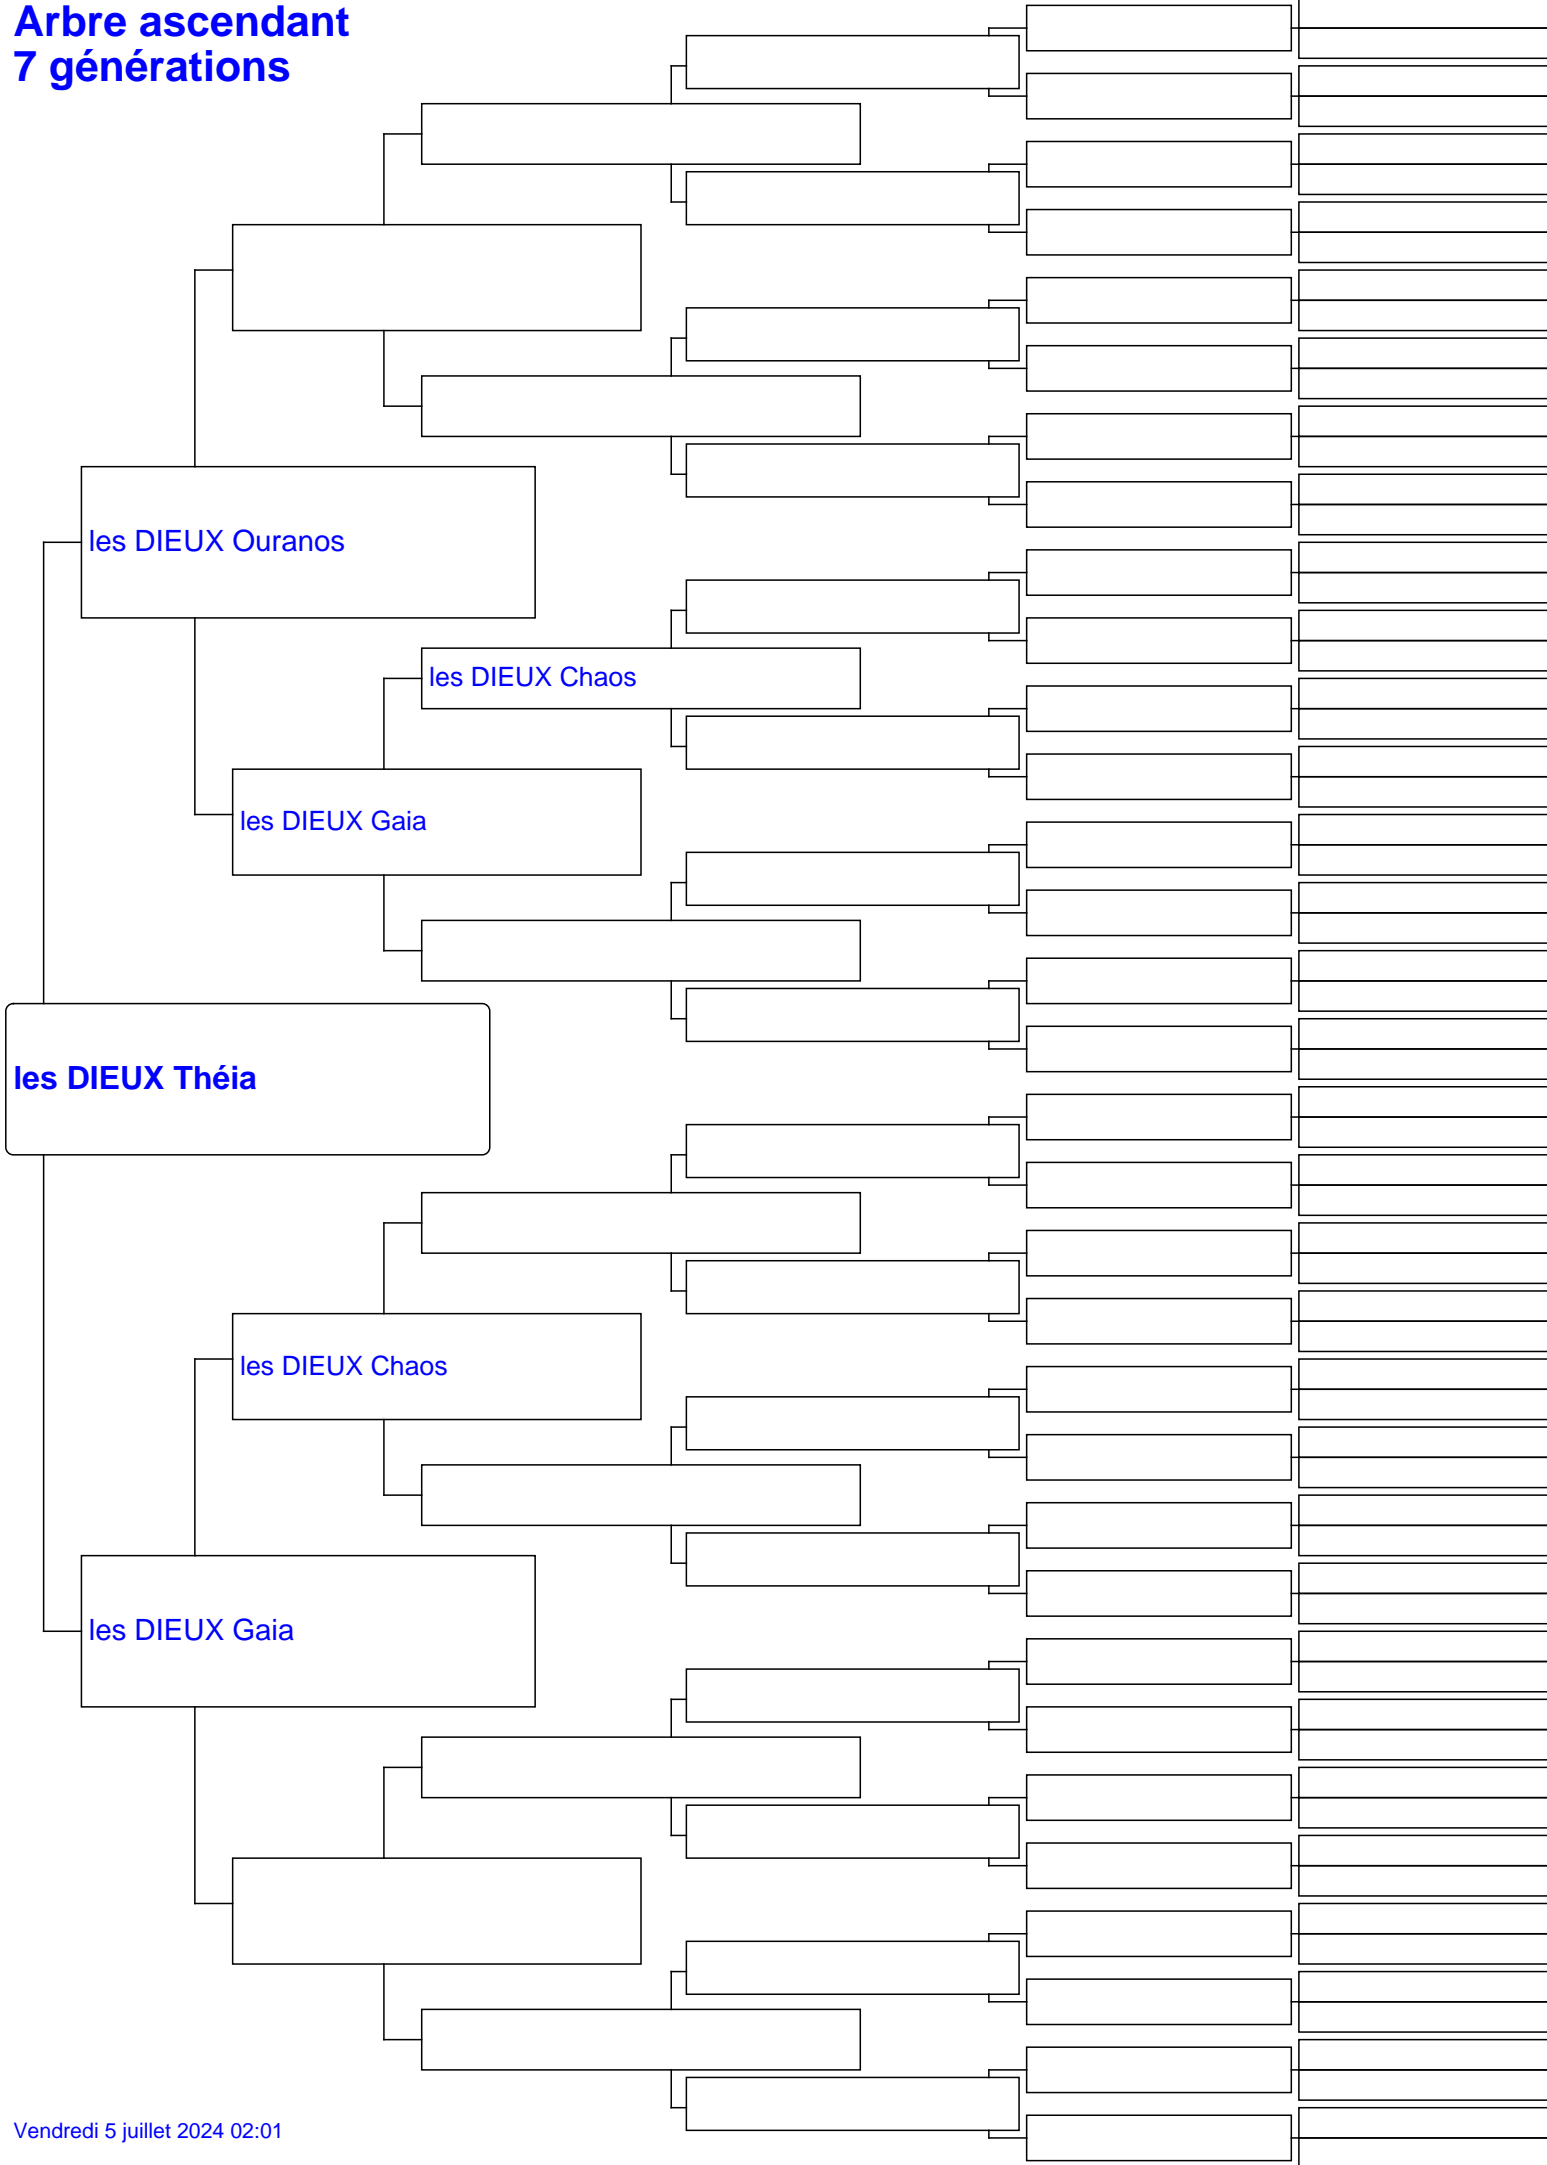 Arbre ascendant
7 générations
les DIEUX Ouranos
les DIEUX Chaos
les DIEUX Gaia
les DIEUX Théia
les DIEUX Chaos
les DIEUX Gaia
Vendredi 5 juillet 2024 02:01